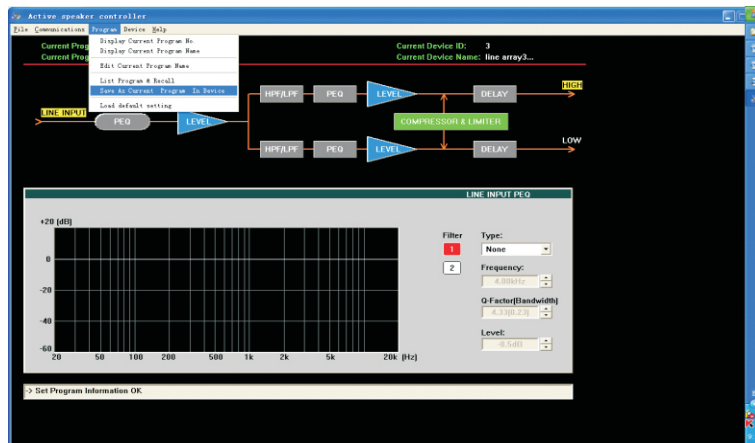 Active speaker controller
File Communications Program Device Help
Current Prog
Current Prog
Display Current Program No
Display Current Program Name
Edit Current Program Name
List Program & Recall
Save As Current Program In Device
Load default setting
Current Device ID: 3
Current Device Name: line array3...
HIGH
HPF/LPF PEQ LEVEL DELAY
LINE INPUT
PEQ LEVEL COMPRESSOR & LIMITER
LOW
HPF/LPF PEQ LEVEL DELAY
LINE INPUT PEQ
+20 (dB)
0
-20
-40
-60
20 50 100 200 500 1k 2k 5k 20k (Hz)
Filter Type:
1 None
2 Frequency:
4.00kHz
Q-Factor(Bandwidth)
4.33(0.23)
Level:
-0.5dB
-> Set Program Information OK